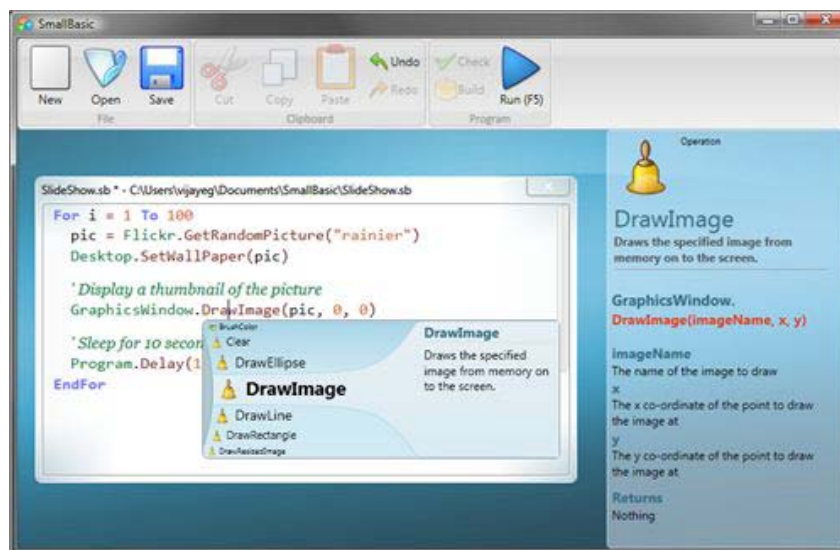 SmallBasic
New Open Save
File
Cut Copy Paste
Undo
Redo
Clipboard
Check
Build
Run (F5)
Program
SlideShow.sb * - C:\Users\vijayeg\Documents\SmallBasic\SlideShow.sb
For i = 1 To 100
pic = Flickr.GetRandomPicture("rainier")
Desktop.SetWallPaper(pic)
' Display a thumbnail of the picture
GraphicsWindow.DrawImage(pic, 0, 0)
' Sleep for 10 secon
Program.Delay(1
EndFor
BrushColor
Clear
DrawEllipse
DrawImage
DrawLine
DrawRectangle
DrawResizedImage
DrawImage
Draws the specified
image from memory on
to the screen.
Operation
DrawImage
Draws the specified image from
memory on to the screen.
GraphicsWindow.
DrawImage(imageName, x, y)
imageName
The name of the image to draw
x
The x co-ordinate of the point to draw
the image at
y
The y co-ordinate of the point to draw
the image at
Returns
Nothing